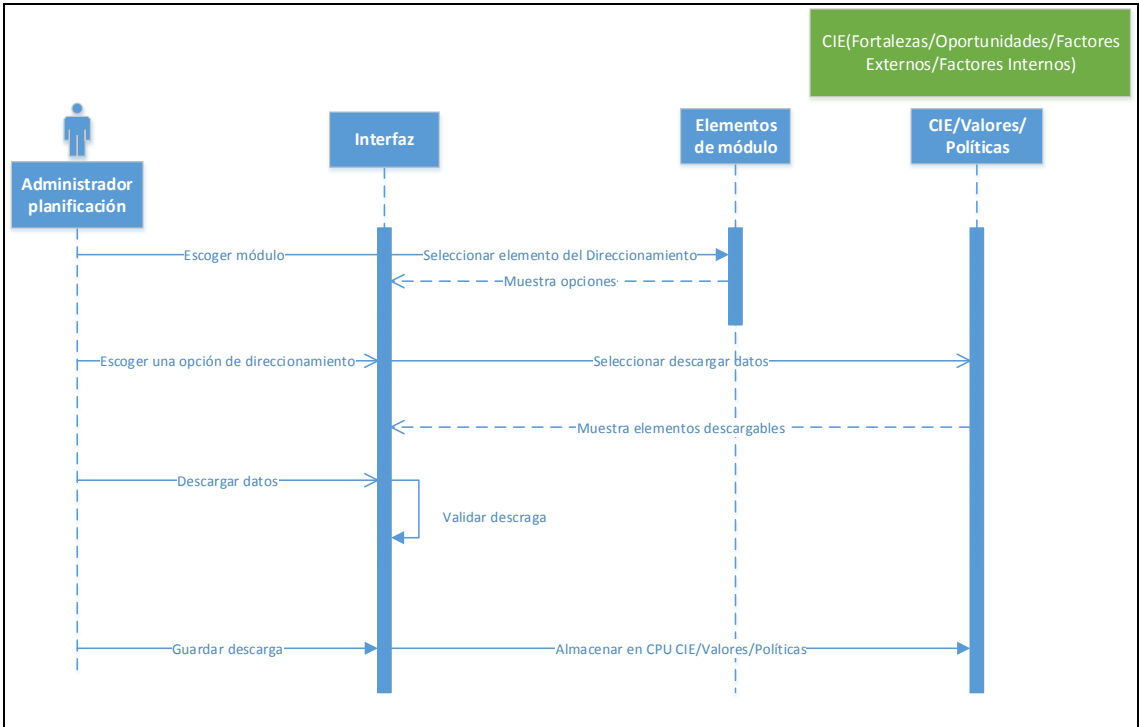 CIE(Fortalezas/Oportunidades/Factores
Externos/Factores Internos)
Administrador
planificación
Interfaz
Elementos
de módulo
CIE/Valores/
Políticas
Escoger módulo
Seleccionar elemento del Direccionamiento
Muestra opciones
Escoger una opción de direccionamiento
Seleccionar descargar datos
Muestra elementos descargables
Descargar datos
Validar descraga
Guardar descarga
Almacenar en CPU CIE/Valores/Políticas